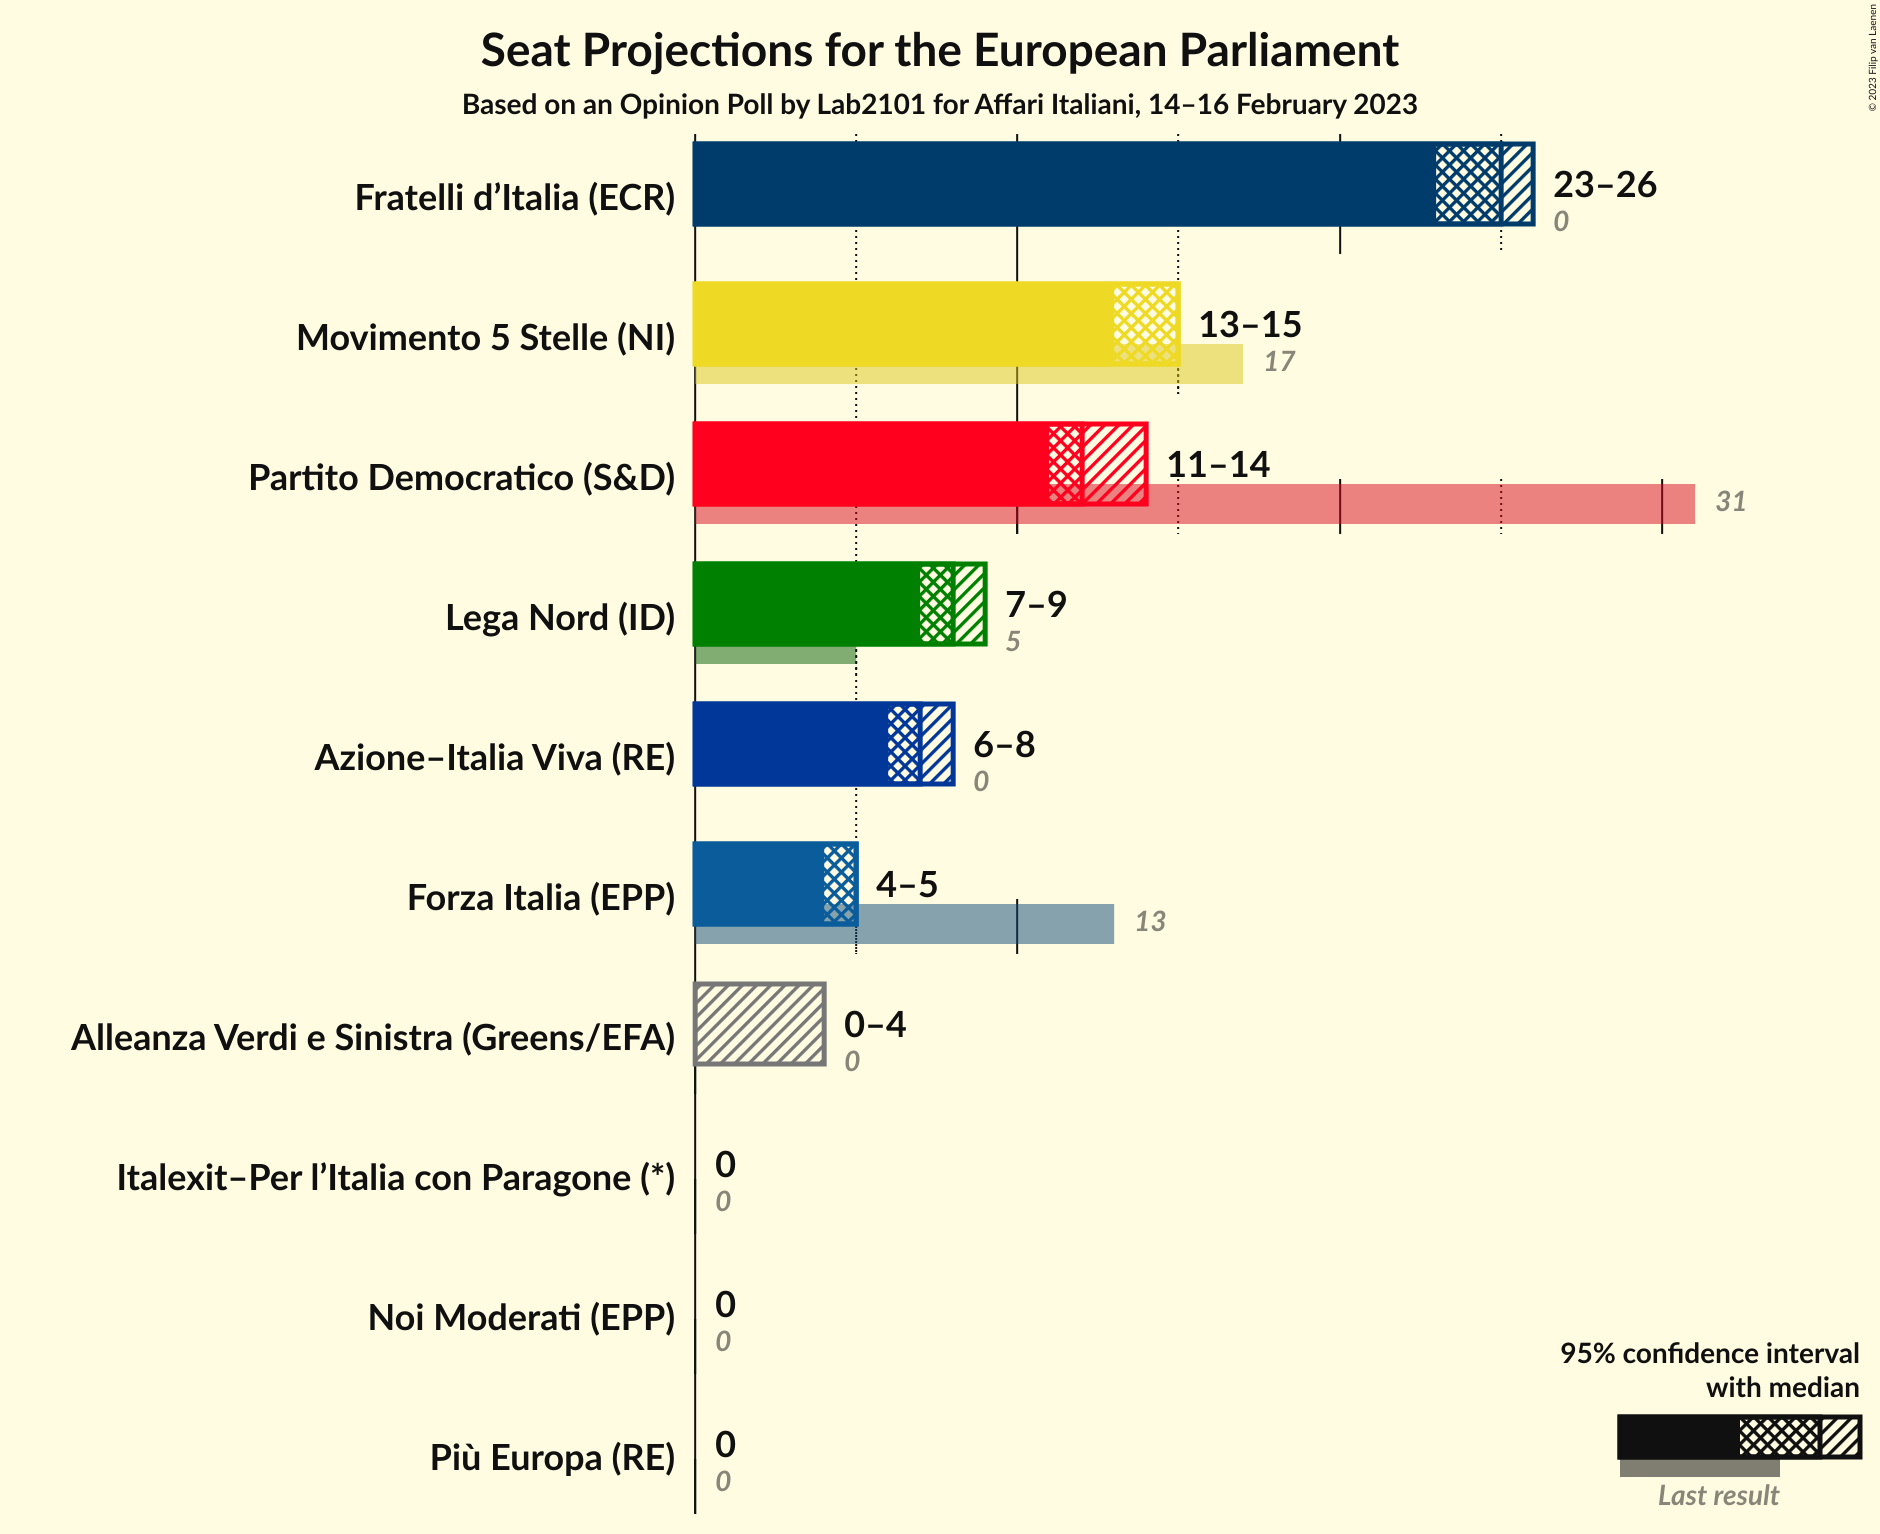 Seat Projections for the European Parliament
Based on an Opinion Poll by Lab2101 for Affari Italiani, 14–16 February 2023
© 2023 Filip van Laenen
Fratelli d’Italia (ECR)
23–26
0
Movimento 5 Stelle (NI)
13–15
17
Partito Democratico (S&D)
11–14
31
Lega Nord (ID)
7–9
5
Azione–Italia Viva (RE)
6–8
0
Forza Italia (EPP)
4–5
13
Alleanza Verdi e Sinistra (Greens/EFA)
0–4
0
Italexit–Per l’Italia con Paragone (*)
0
0
Noi Moderati (EPP)
0
0
Più Europa (RE)
0
0
95% confidence interval
with median
Last result